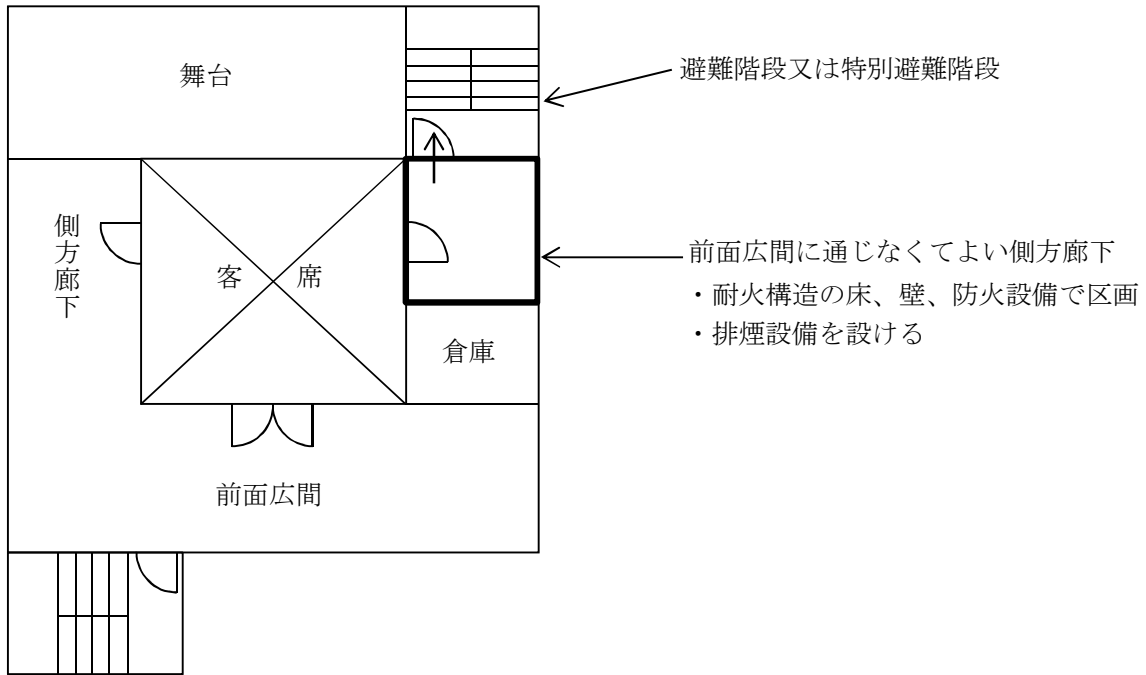 舞台
避難階段又は特別避難階段
側方廊下
客席
前面広間に通じなくてよい側方廊下
・耐火構造の床、壁、防火設備で区画
・排煙設備を設ける
倉庫
前面広間